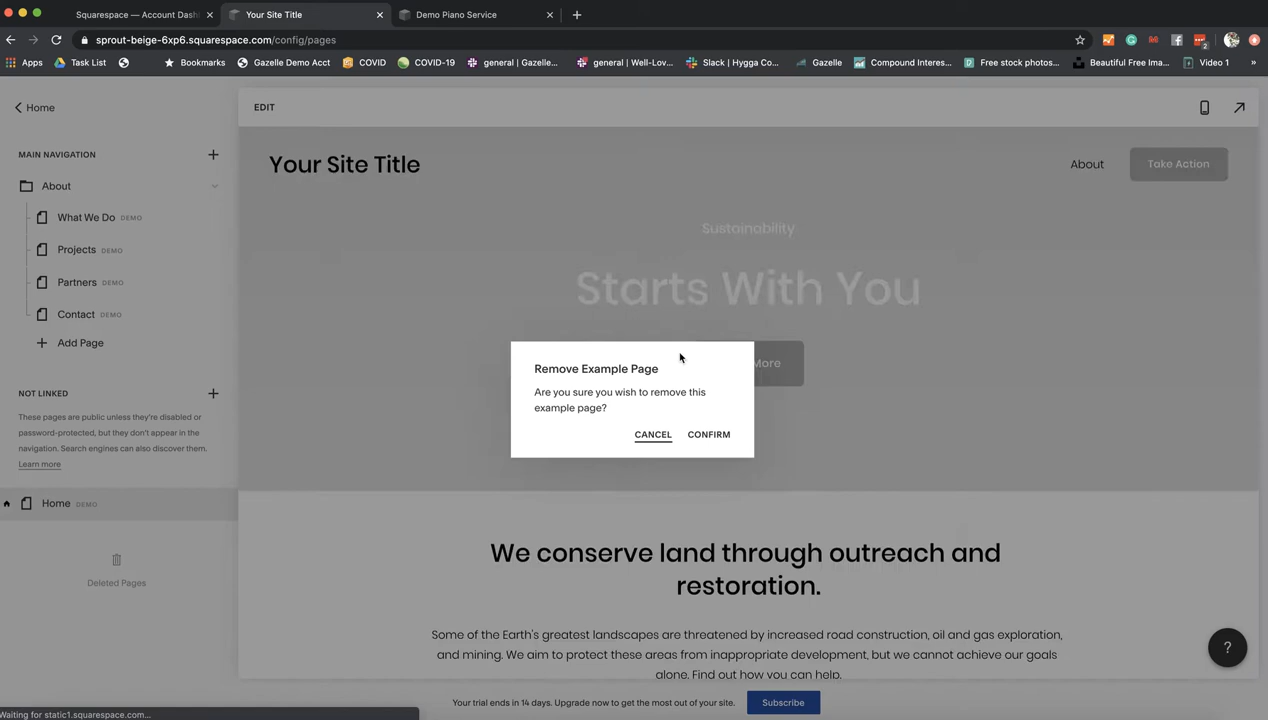 Squarespace — Account Dash
Your Site Title
Demo Piano Service
sprout-beige-6xp6.squarespace.com/config/pages
2
Apps
Task List
Bookmarks
Gazelle Demo Acct
COVID
COVID-19
general | Gazelle...
general | Well-Lov...
Slack | Hygga Co...
Gazelle
Compound Interes...
Free stock photos...
Beautiful Free Ima...
Video 1
»
Home
EDIT
MAIN NAVIGATION
About
What We Do DEMO
Projects DEMO
Partners DEMO
Contact DEMO
Add Page
NOT LINKED
These pages are public unless they're disabled or
password-protected, but they don't appear in the
navigation. Search engines can also discover them.
Learn more
Home DEMO
Deleted Pages
Your Site Title
About
Take Action
Sustainability
Starts With You
More
Remove Example Page
Are you sure you wish to remove this
example page?
CANCEL CONFIRM
We conserve land through outreach and
restoration.
Some of the Earth's greatest landscapes are threatened by increased road construction, oil and gas exploration,
and mining. We aim to protect these areas from inappropriate development, but we cannot achieve our goals
alone. Find out how you can help.
?
Your trial ends in 14 days. Upgrade now to get the most out of your site.
Subscribe
Waiting for static1.squarespace.com...